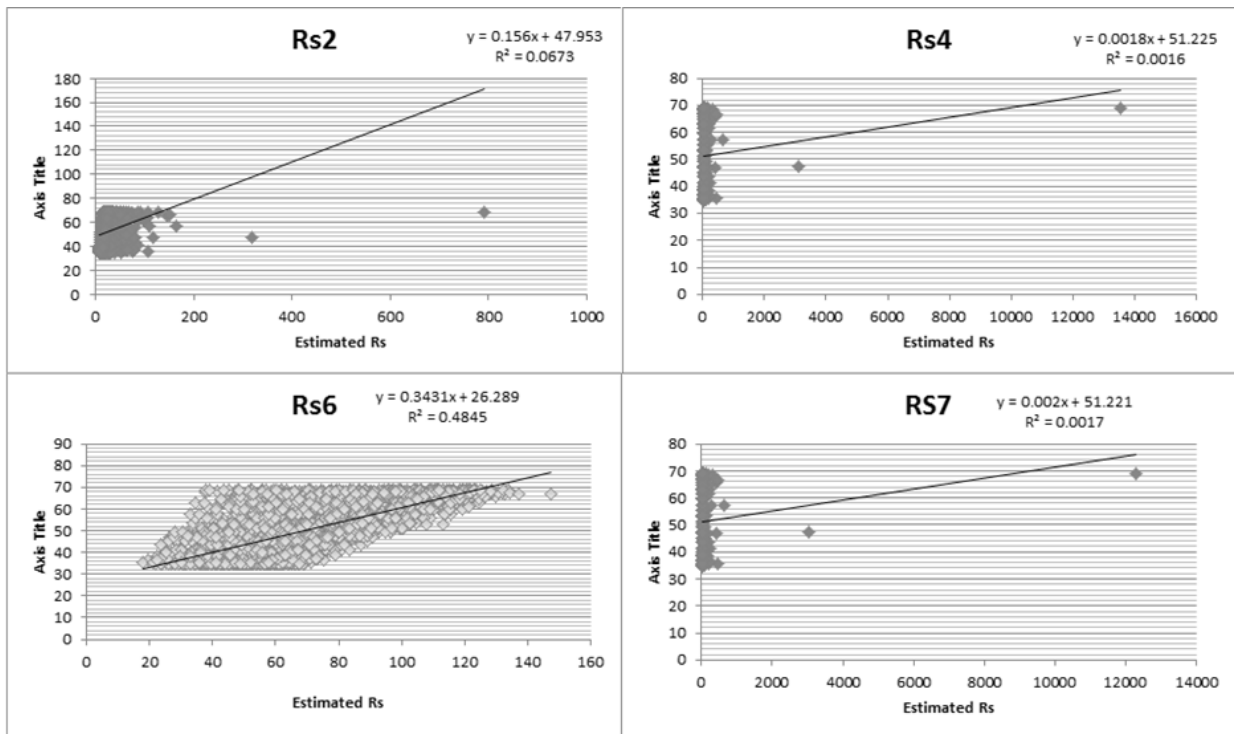 Rs2
y = 0.156x + 47.953
R² = 0.0673
180
160
140
120
100
80
60
40
20
0
Axis Title
0 200 400 600 800 1000
Estimated Rs
Rs4
y = 0.0018x + 51.225
R² = 0.0016
80
70
60
50
40
30
20
10
0
Axis Title
0 2000 4000 6000 8000 10000 12000 14000 16000
Estimated Rs
Rs6
y = 0.3431x + 26.289
R² = 0.4845
90
80
70
60
50
40
30
20
10
0
Axis Title
0 20 40 60 80 100 120 140 160
Estimated Rs
RS7
y = 0.002x + 51.221
R² = 0.0017
80
70
60
50
40
30
20
10
0
Axis Title
0 2000 4000 6000 8000 10000 12000 14000
Estimated Rs